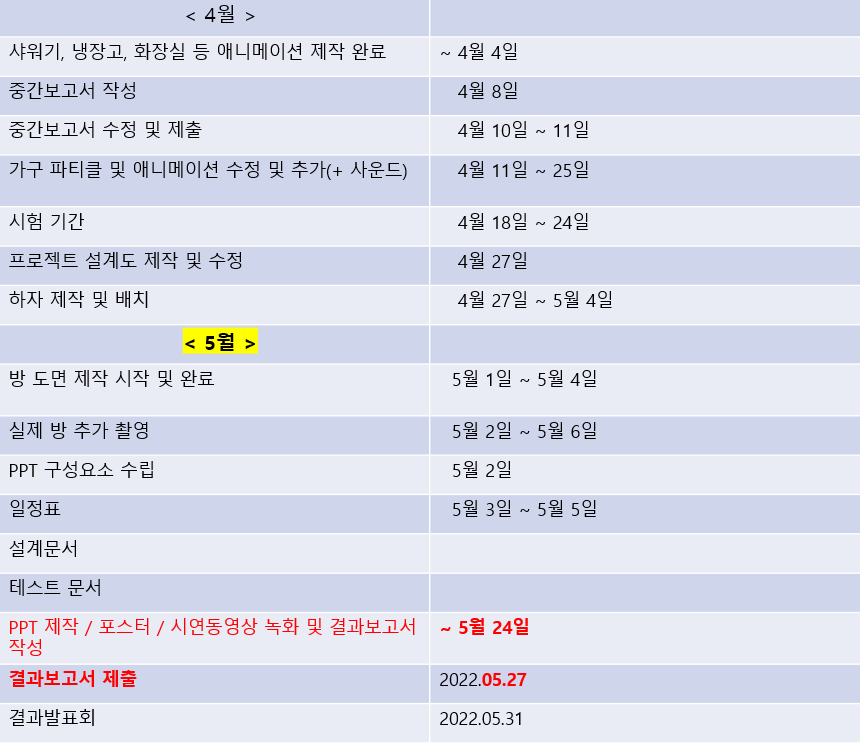 < 4월 >
샤워기, 냉장고, 화장실 등 애니메이션 제작 완료 ~ 4월 4일
중간보고서 작성 4월 8일
중간보고서 수정 및 제출 4월 10일 ~ 11일
가구 파티클 및 애니메이션 수정 및 추가(+ 사운드) 4월 11일 ~ 25일
시험 기간 4월 18일 ~ 24일
프로젝트 설계도 제작 및 수정 4월 27일
하자 제작 및 배치 4월 27일 ~ 5월 4일
< 5월 >
방 도면 제작 시작 및 완료 5월 1일 ~ 5월 4일
실제 방 추가 촬영 5월 2일 ~ 5월 6일
PPT 구성요소 수립 5월 2일
일정표 5월 3일 ~ 5월 5일
설계문서
테스트 문서
PPT 제작 / 포스터 / 시연동영상 녹화 및 결과보고서 ~ 5월 24일
작성
결과보고서 제출 2022.05.27
결과발표회 2022.05.31